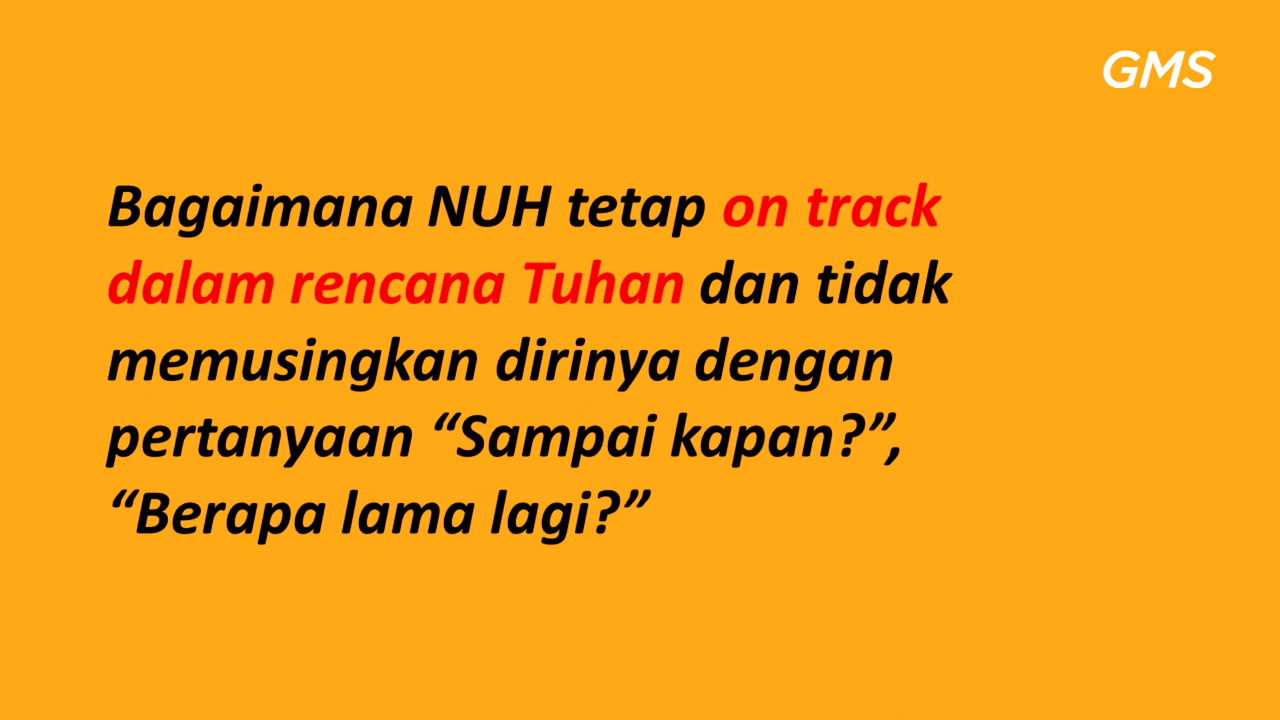 GMS
Bagaimana NUH tetap on track
dalam rencana Tuhan dan tidak
memusingkan dirinya dengan
pertanyaan “Sampai kapan?”,
“Berapa lama lagi?”